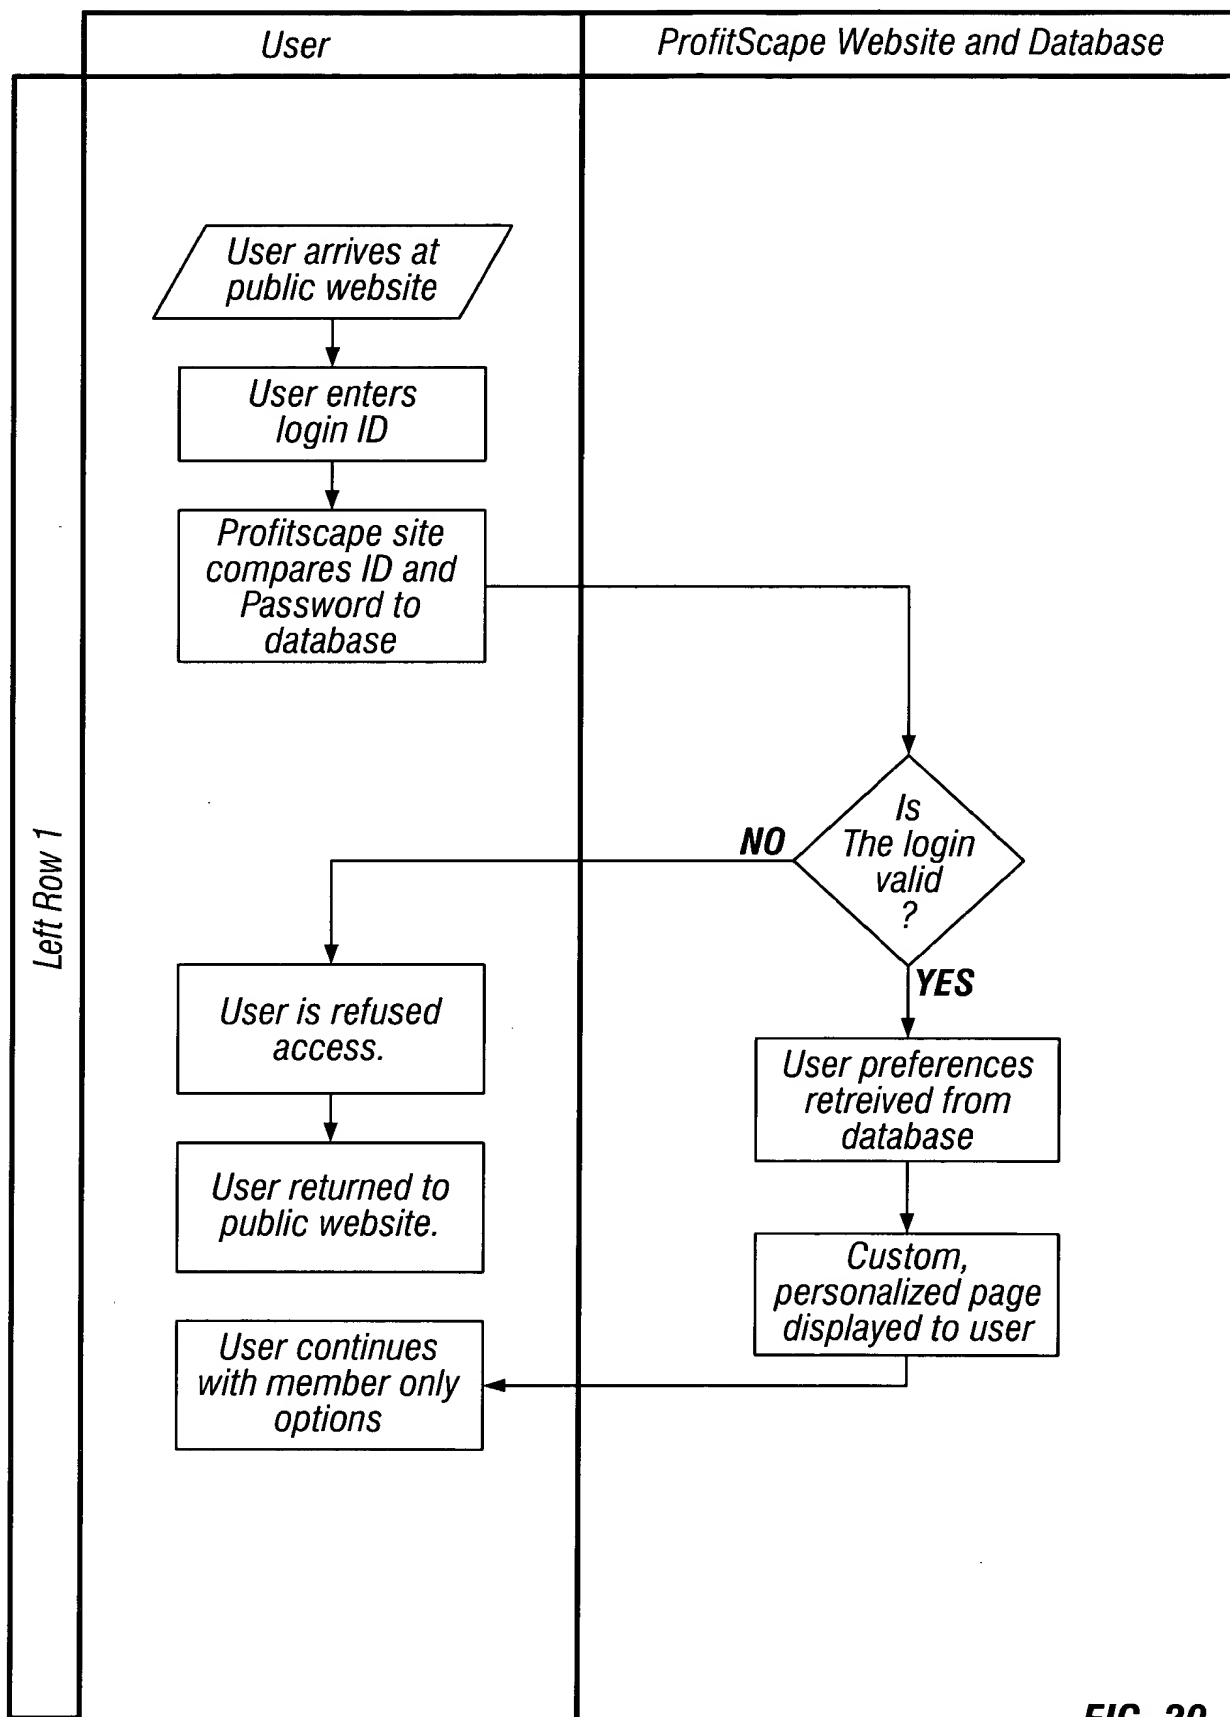 User
ProfitScape Website and Database
User arrives at
public website
User enters
login ID
Profitscape site
compares ID and
Password to
database
Is
The login
valid
?
NO
YES
Left Row 1
User is refused
access.
User preferences
retreived from
database
User returned to
public website.
Custom,
personalized page
displayed to user
User continues
with member only
options